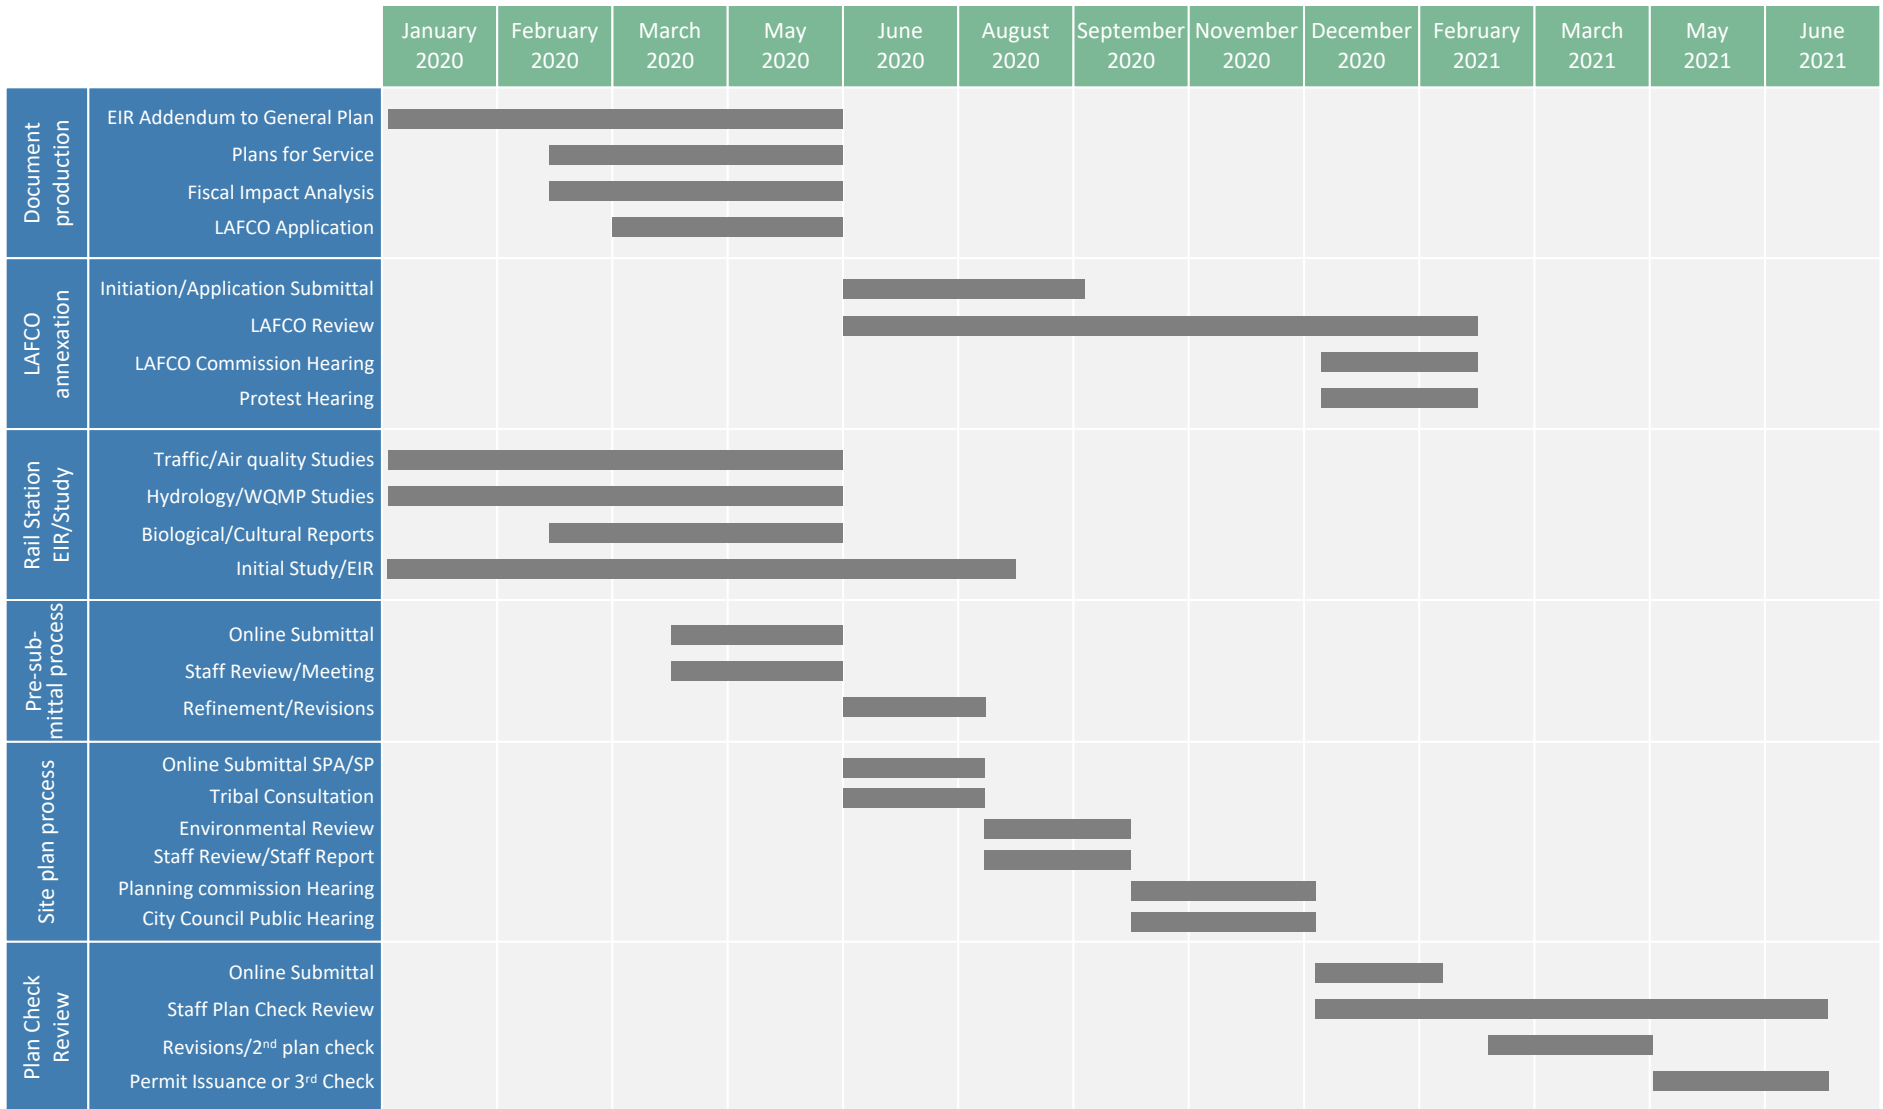 January February March May June August September November December February March May June
2020 2020 2020 2020 2020 2020 2020 2020 2020 2021 2021 2021 2021
Document
production
EIR Addendum to General Plan
Plans for Service
Fiscal Impact Analysis
LAFCO Application
LAFCO
annexation
Initiation/Application Submittal
LAFCO Review
LAFCO Commission Hearing
Protest Hearing
Rail Station
EIR/Study
Traffic/Air quality Studies
Hydrology/WQMP Studies
Biological/Cultural Reports
Initial Study/EIR
Pre-sub-
mittal process
Online Submittal
Staff Review/Meeting
Refinement/Revisions
Site plan process
Online Submittal SPA/SP
Tribal Consultation
Environmental Review
Staff Review/Staff Report
Planning commission Hearing
City Council Public Hearing
Plan Check
Review
Online Submittal
Staff Plan Check Review
Revisions/2nd plan check
Permit Issuance or 3rd Check